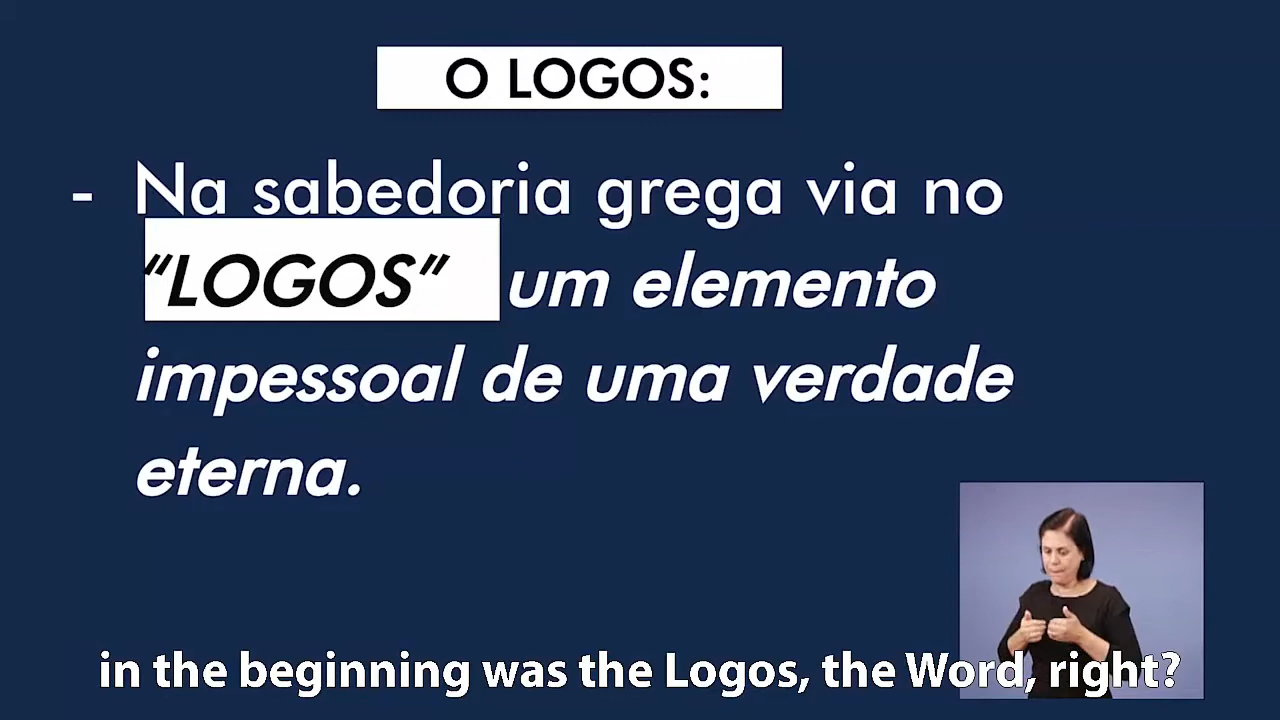 O LOGOS:
- Na sabedoria grega via no
“LOGOS” um elemento
impessoal de uma verdade
eterna.
in the beginning was the Logos, the Word, right?